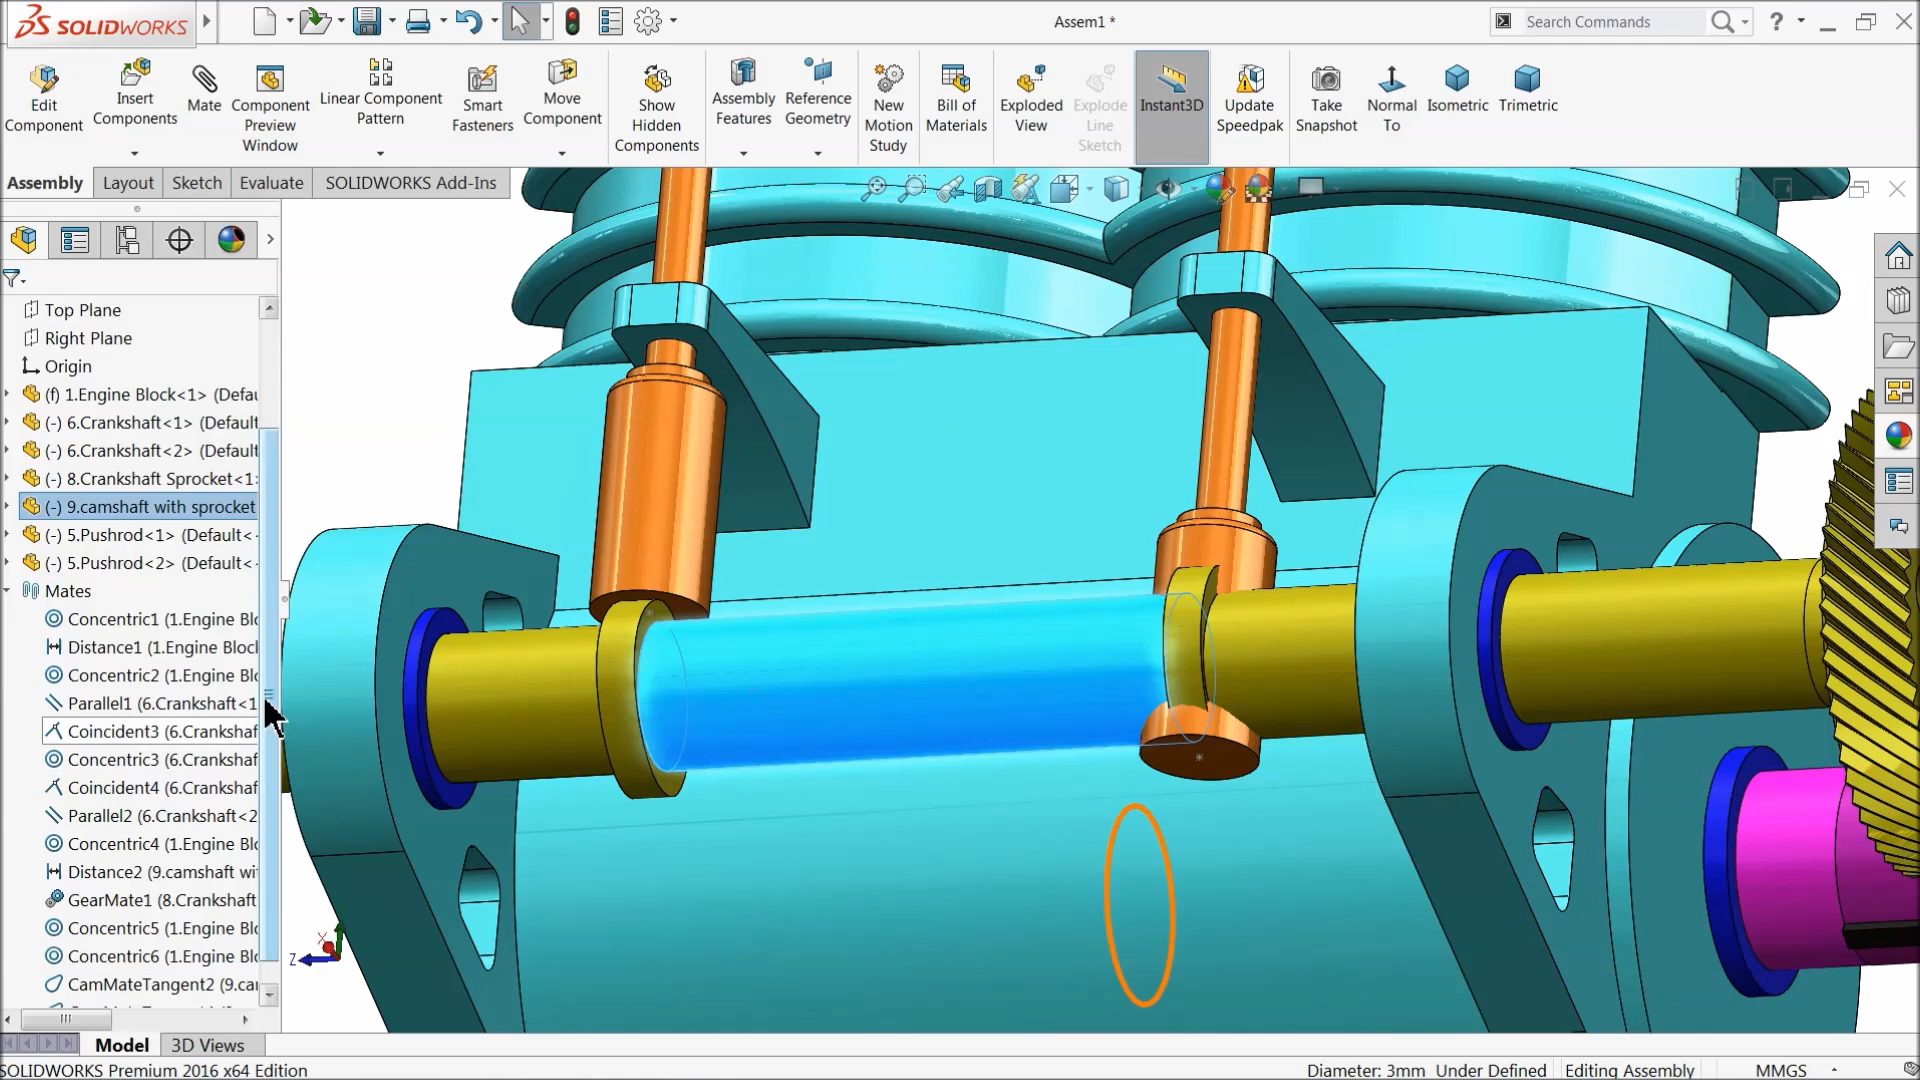 SOLIDWORKS
Assem1 *
Search Commands
?
Edit Component
Insert Components
Mate
Component Preview Window
Linear Component Pattern
Smart Fasteners
Move Component
Show Hidden Components
Assembly Features
Reference Geometry
New Motion Study
Bill of Materials
Exploded View
Explode Line Sketch
Instant3D
Update Speedpak
Take Snapshot
Normal To
Isometric
Trimetric
Assembly
Layout
Sketch
Evaluate
SOLIDWORKS Add-Ins
Top Plane
Right Plane
Origin
(f) 1.Engine Block<1> (Defau
(-) 6.Crankshaft<1> (Default
(-) 6.Crankshaft<2> (Default
(-) 8.Crankshaft Sprocket<1>
(-) 9.camshaft with sprocket
(-) 5.Pushrod<1> (Default<
(-) 5.Pushrod<2> (Default<
Mates
Concentric1 (1.Engine Blo
Distance1 (1.Engine Block
Concentric2 (1.Engine Blo
Parallel1 (6.Crankshaft<1
Coincident3 (6.Crankshaf
Concentric3 (6.Crankshaf
Coincident4 (6.Crankshaf
Parallel2 (6.Crankshaft<2
Concentric4 (1.Engine Blo
Distance2 (9.camshaft wi
GearMate1 (8.Crankshaft
Concentric5 (1.Engine Blo
Concentric6 (1.Engine Blo
CamMateTangent2 (9.ca
Z
X
Model
3D Views
SOLIDWORKS Premium 2016 x64 Edition
Diameter: 3mm Under Defined
Editing Assembly
MMGS